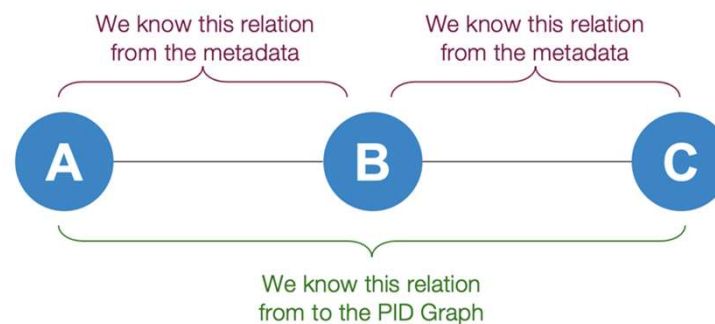 We know this relation
from the metadata
We know this relation
from the metadata
A
B
C
We know this relation
from to the PID Graph